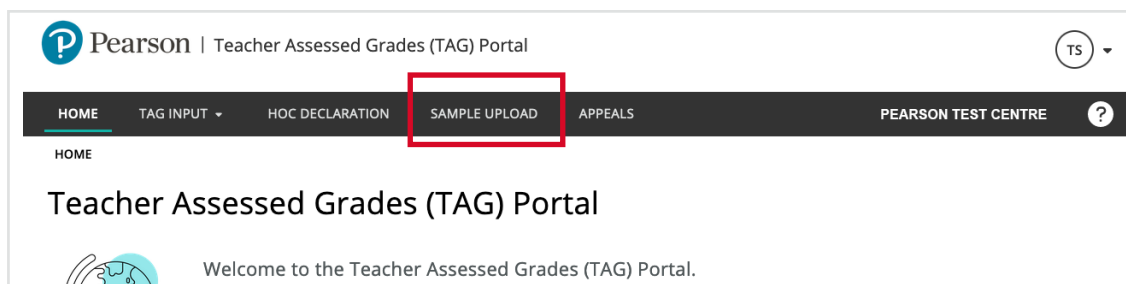 Pearson | Teacher Assessed Grades (TAG) Portal
TS
HOME TAG INPUT HOC DECLARATION SAMPLE UPLOAD APPEALS PEARSON TEST CENTRE ?
HOME
Teacher Assessed Grades (TAG) Portal
Welcome to the Teacher Assessed Grades (TAG) Portal.